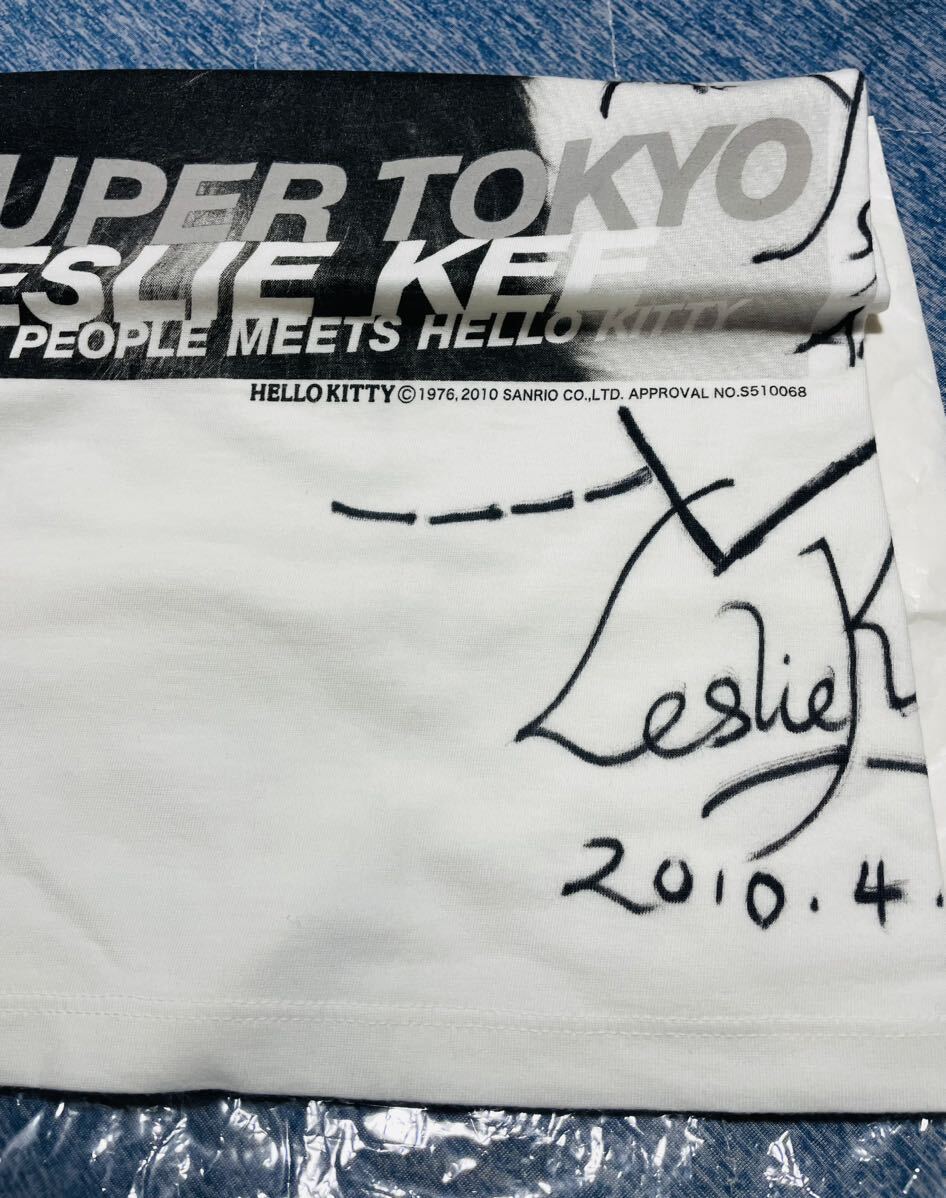 UPER TOKYO
ESLIE KEE
PEOPLE MEETS HELLO KITTY
HELLO KITTY © 1976, 2010 SANRIO CO.,LTD. APPROVAL NO.S510068
Leslie K
2010.4.